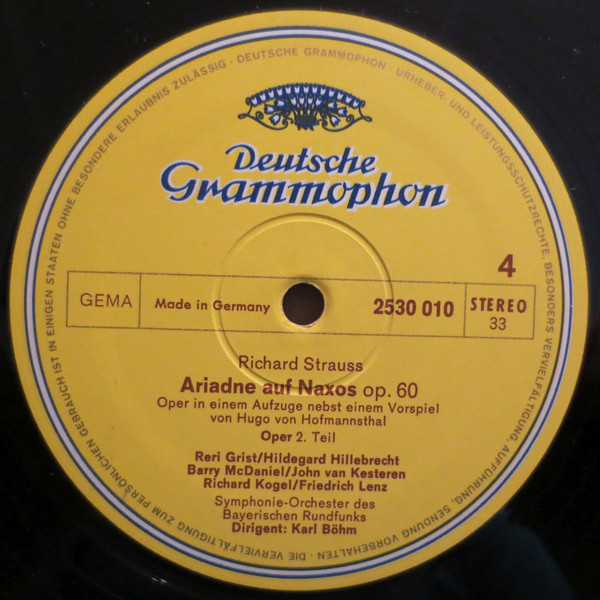 DIE VERVIELFÄLTIGUNG ZUM PERSÖNLICHEN GEBRAUCH IST IN EINIGEN STAATEN OHNE BESONDERE ERLAUBNIS ZULÄSSIG · DEUTSCHE GRAMMOPHON · URHEBER- UND LEISTUNGSSCHUTZRECHTE, BESONDERS VERVIELFÄLTIGUNG, AUFFÜHRUNG, SENDUNG VORBEHALTEN ·
Deutsche
Grammophon
4
GEMA Made in Germany 2530 010 STEREO
33
Richard Strauss
Ariadne auf Naxos op. 60
Oper in einem Aufzuge nebst einem Vorspiel
von Hugo von Hofmannsthal
Oper 2. Teil
Reri Grist/Hildegard Hillebrecht
Barry McDaniel/John van Kesteren
Richard Kogel/Friedrich Lenz
Symphonie-Orchester des
Bayerischen Rundfunks
Dirigent: Karl Böhm